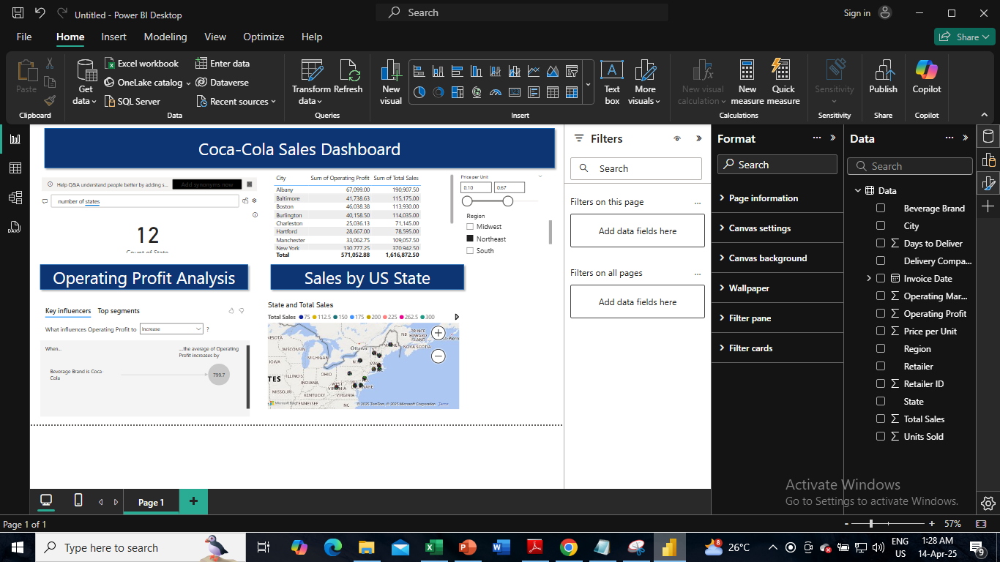 Untitled - Power BI Desktop
Search
Sign in
File Home Insert Modeling View Optimize Help
Share
Paste
Clipboard
Get data
Excel workbook
OneLake catalog
SQL Server
Enter data
Dataverse
Recent sources
Data
Transform data
Refresh
Queries
New visual
Text box
More visuals
Insert
New visual calculation
New measure
Quick measure
Calculations
Sensitivity
Sensitivity
Publish
Share
Copilot
Copilot
Coca-Cola Sales Dashboard
Help Q&A understand people better by adding s...
Add synonyms now
number of states
12
Count of State
City Sum of Operating Profit Sum of Total Sales
Albany 67,099.00 190,907.50
Baltimore 41,738.63 115,175.00
Boston 46,038.38 113,930.00
Burlington 40,158.50 114,035.00
Charleston 25,036.13 71,145.00
Hartford 28,667.00 78,595.00
Manchester 33,062.75 109,057.50
New York 130,777.25 370,942.50
Total 571,052.88 1,616,872.50
Price per Unit
0.10 0.67
Region
Midwest
Northeast
South
Operating Profit Analysis
Sales by US State
Key influencers Top segments
What influences Operating Profit to Increase ?
When...
...the average of Operating
Profit increases by
Beverage Brand is Coca-
Cola
799.7
State and Total Sales
Total Sales 75 112.5 150 175 200 225 262.5 300
WISCONSIN
MICHIGAN
Ottawa
NB
PRINCE
EDWARD
ISLAND
St-Pierre
NOVA SCOTIA
MAINE
IOWA
ILLINOIS
INDIANA
OHIO
TES
MISSOURI
KENTUCKY
WEST
VIRGINIA
VIRGINIA
DELAWARE
TENNESSEE
NC
Microsoft Bing
© 2025 TomTom, © 2025 Microsoft Corporation Terms
Filters
Search
Filters on this page
...
Add data fields here
Filters on all pages
...
Add data fields here
Format
Search
Page information
Canvas settings
Canvas background
Wallpaper
Filter pane
Filter cards
Data
Search
Data
Beverage Brand
City
Days to Deliver
Delivery Compa...
Invoice Date
Operating Mar...
Operating Profit
Price per Unit
Region
Retailer
Retailer ID
State
Total Sales
Units Sold
Activate Windows
Go to Settings to activate Windows.
Page 1
Page 1 of 1
57%
Type here to search
26°C
ENG
US
1:28 AM
14-Apr-25
9